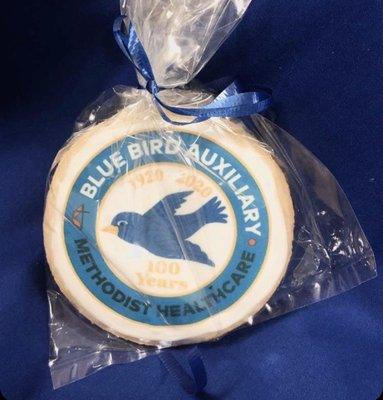 BLUE BIRD AUXILIARY
1920 - 2020
100
Years
METHODIST HEALTHCARE